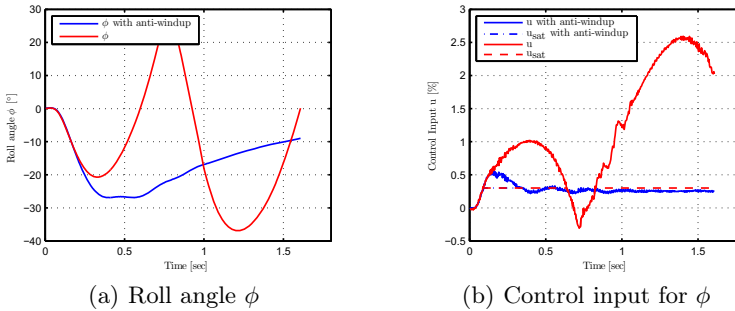 30
20
10
0
−10
−20
−30
−40
0
0.5
1
1.5
Roll angle ϕ [°]
Time [sec]
ϕ with anti-windup
ϕ
(a) Roll angle ϕ
3
2.5
2
1.5
1
0.5
0
−0.5
0
0.5
1
1.5
Control Input u [%]
Time [sec]
u with anti-windup
u_sat with anti-windup
u
u_sat
(b) Control input for ϕ